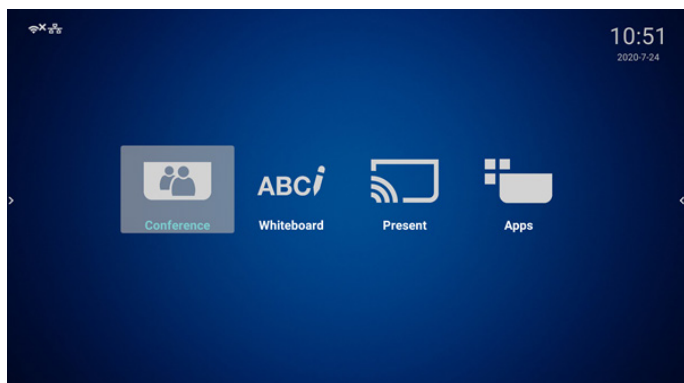 10:51
2020-7-24
ABC
Conference
Whiteboard
Present
Apps